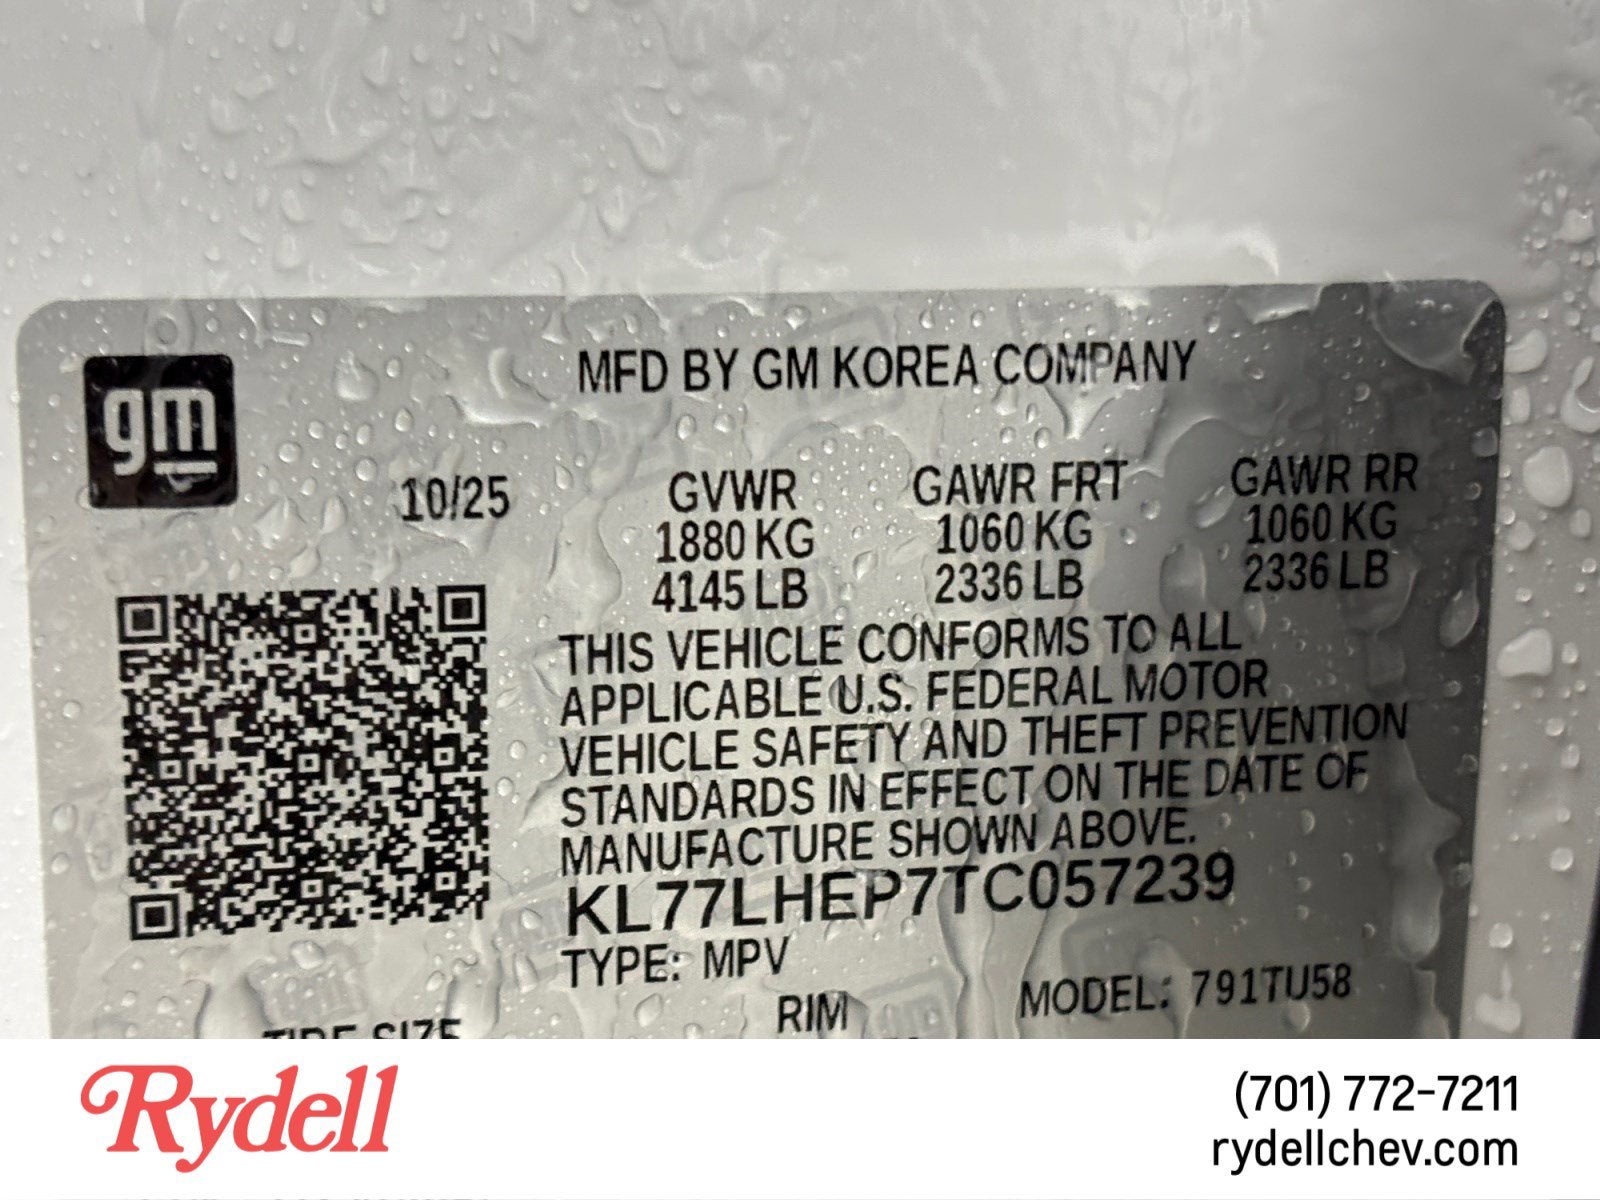 gm
MFD BY GM KOREA COMPANY
10/25
GVWR GAWR FRT GAWR RR
1880 KG 1060 KG 1060 KG
4145 LB 2336 LB 2336 LB
THIS VEHICLE CONFORMS TO ALL
APPLICABLE U.S. FEDERAL MOTOR
VEHICLE SAFETY AND THEFT PREVENTION
STANDARDS IN EFFECT ON THE DATE OF
MANUFACTURE SHOWN ABOVE.
KL77LHEP7TC057239
TYPE: MPV
MODEL: 791TU58
TIRE SIZE RIM
Rydell
(701) 772-7211
rydellchev.com